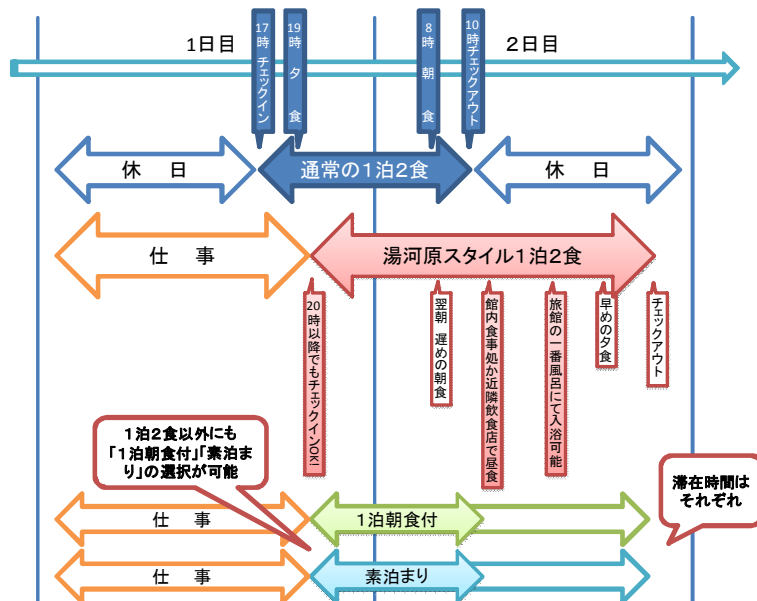 1日目
17時 チェックイン
19時 夕 食
8時 朝 食
10時チェックアウト
2日目
休 日
通常の1泊2食
休 日
仕 事
湯河原スタイル1泊2食
20時以降でもチェックインOK!
翌朝 遅めの朝食
館内食事処か近隣飲食店で昼食
旅館の一番風呂にて入浴可能
早めの夕食
チェックアウト
1泊2食以外にも
「1泊朝食付」「素泊ま
り」の選択が可能
滞在時間は
それぞれ
仕 事
1泊朝食付
仕 事
素泊まり